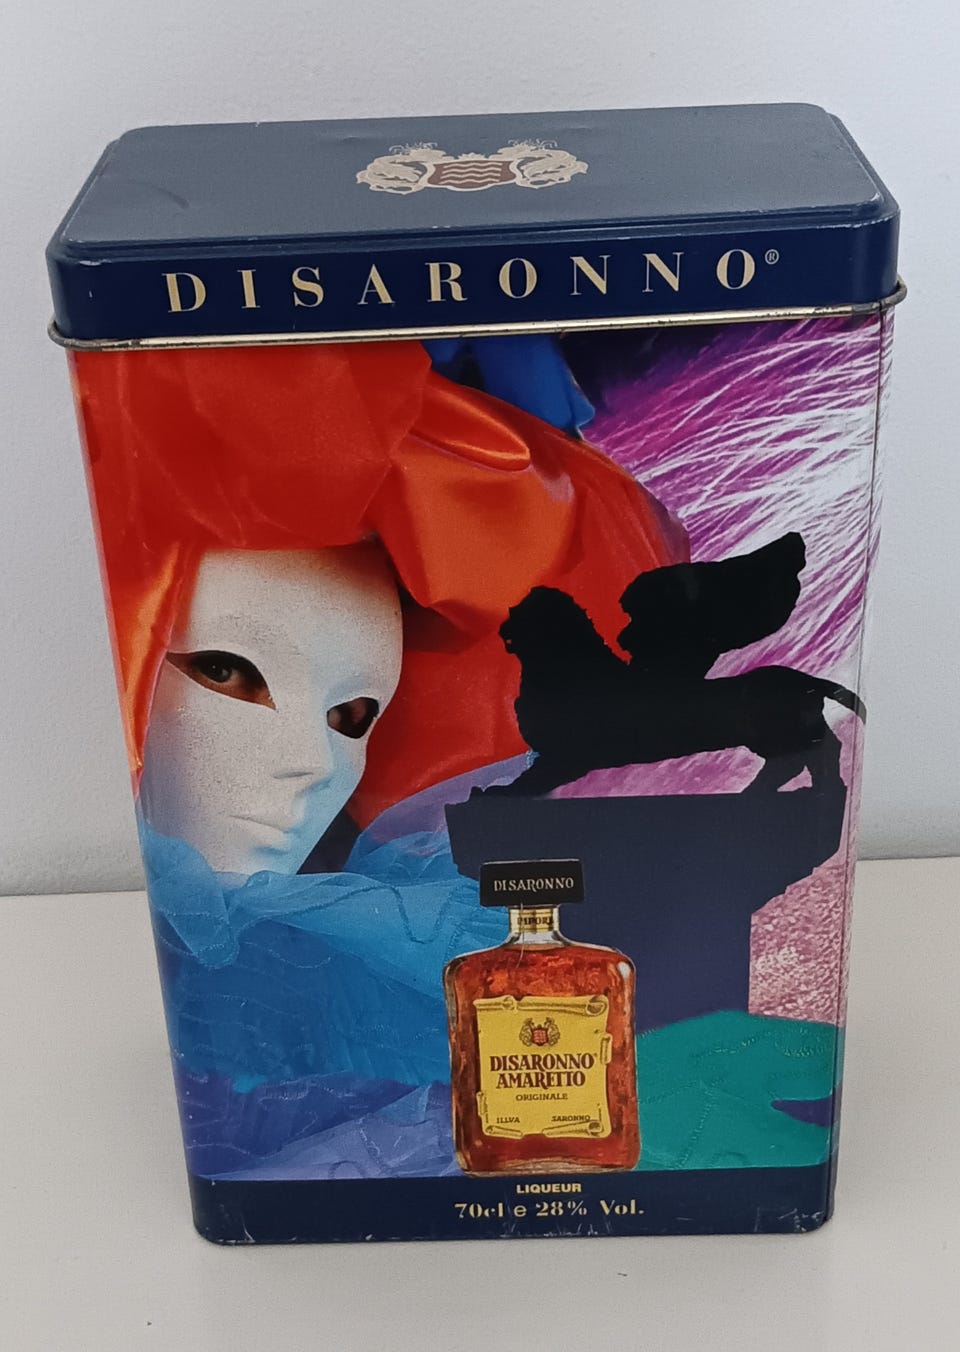 DISARONNO®
DISARONNO
DISARONNO®
AMARETTO
ORIGINALE
ILLVA SARONNO
LIQUEUR
70cl e 28% Vol.